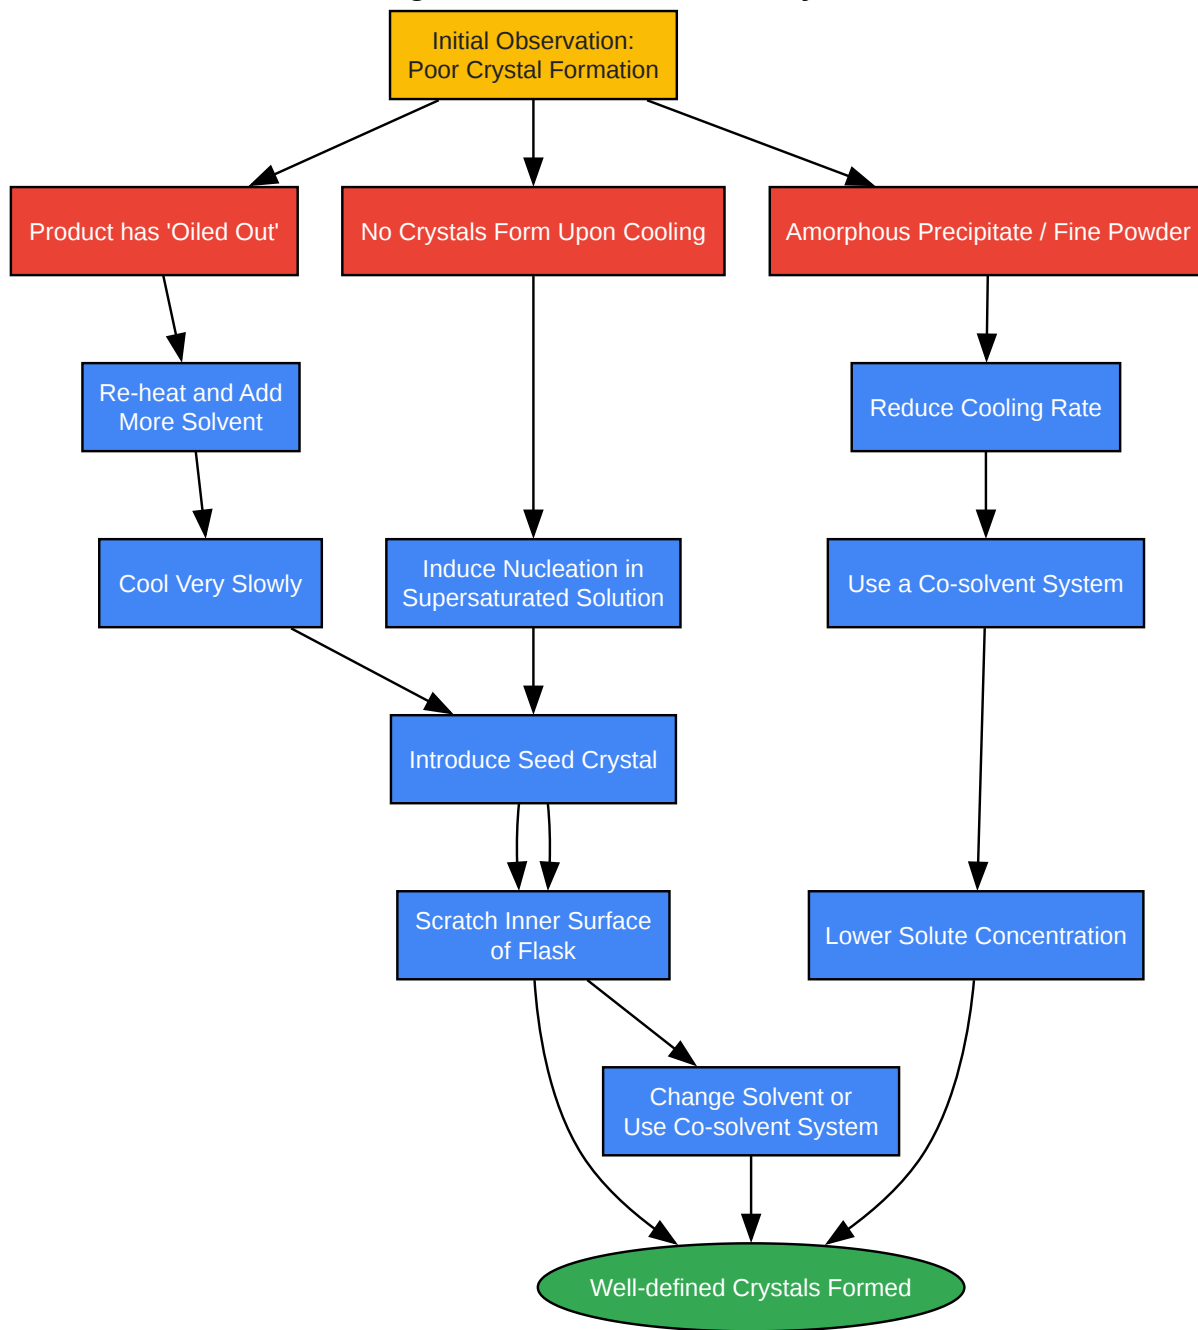 Initial Observation:
Poor Crystal Formation
Product has 'Oiled Out'
No Crystals Form Upon Cooling
Amorphous Precipitate / Fine Powder
Re-heat and Add
More Solvent
Reduce Cooling Rate
Cool Very Slowly
Induce Nucleation in
Supersaturated Solution
Use a Co-solvent System
Introduce Seed Crystal
Scratch Inner Surface
of Flask
Lower Solute Concentration
Change Solvent or
Use Co-solvent System
Well-defined Crystals Formed